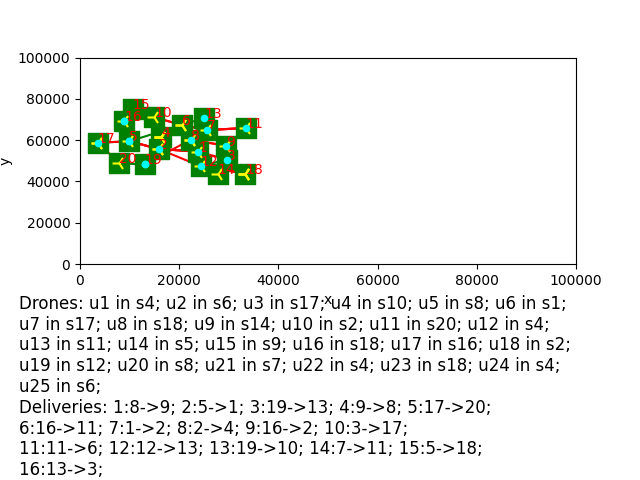 100000
80000
60000
40000
20000
0
y
0 20000 40000 60000 80000 100000
x
Drones: u1 in s4; u2 in s6; u3 in s17; u4 in s10; u5 in s8; u6 in s1;
u7 in s17; u8 in s18; u9 in s14; u10 in s2; u11 in s20; u12 in s4;
u13 in s11; u14 in s5; u15 in s9; u16 in s18; u17 in s16; u18 in s2;
u19 in s12; u20 in s8; u21 in s7; u22 in s4; u23 in s18; u24 in s4;
u25 in s6;
Deliveries: 1:8->9; 2:5->1; 3:19->13; 4:9->8; 5:17->20;
6:16->11; 7:1->2; 8:2->4; 9:16->2; 10:3->17;
11:11->6; 12:12->13; 13:19->10; 14:7->11; 15:5->18;
16:13->3;